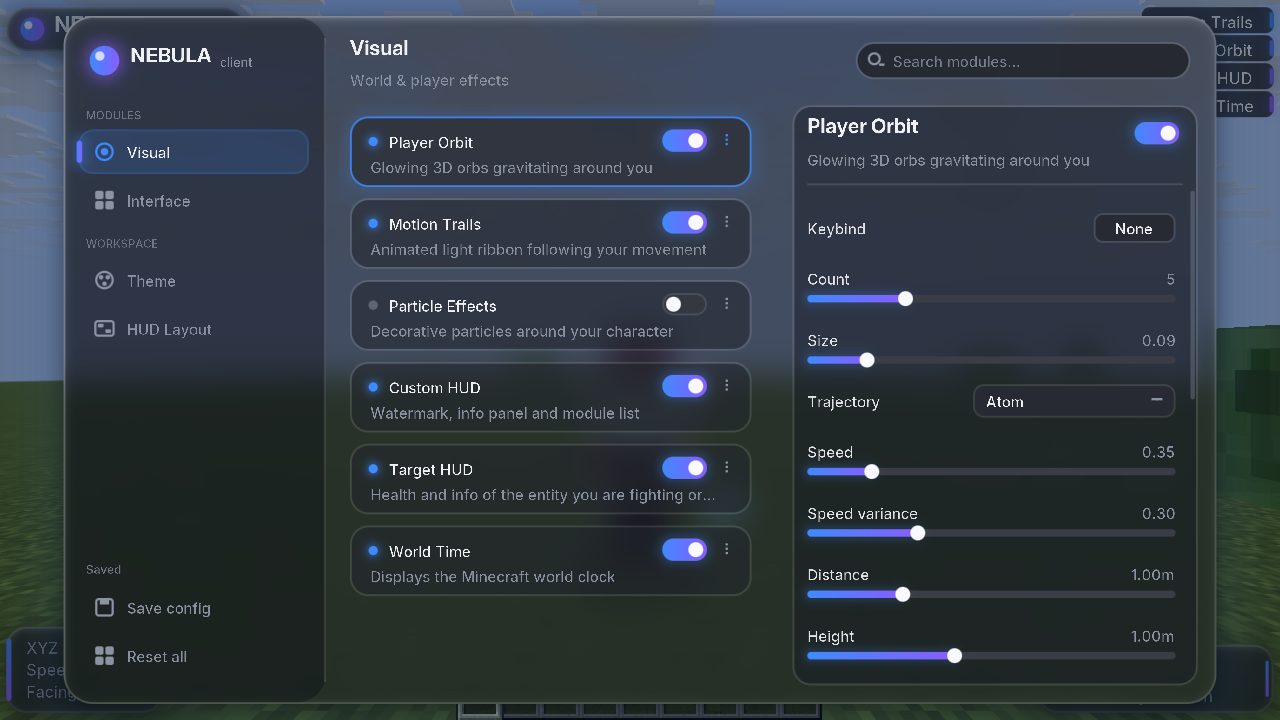 NE
NEBULA client
MODULES
Visual
Interface
WORKSPACE
Theme
HUD Layout
Saved
Save config
Reset all
XYZ
Spee
Facing
Visual
World & player effects
Search modules...
Player Orbit
Glowing 3D orbs gravitating around you
Motion Trails
Animated light ribbon following your movement
Particle Effects
Decorative particles around your character
Custom HUD
Watermark, info panel and module list
Target HUD
Health and info of the entity you are fighting or...
World Time
Displays the Minecraft world clock
Player Orbit
Glowing 3D orbs gravitating around you
Keybind None
Count 5
Size 0.09
Trajectory Atom
Speed 0.35
Speed variance 0.30
Distance 1.00m
Height 1.00m
Trails
Orbit
HUD
Time